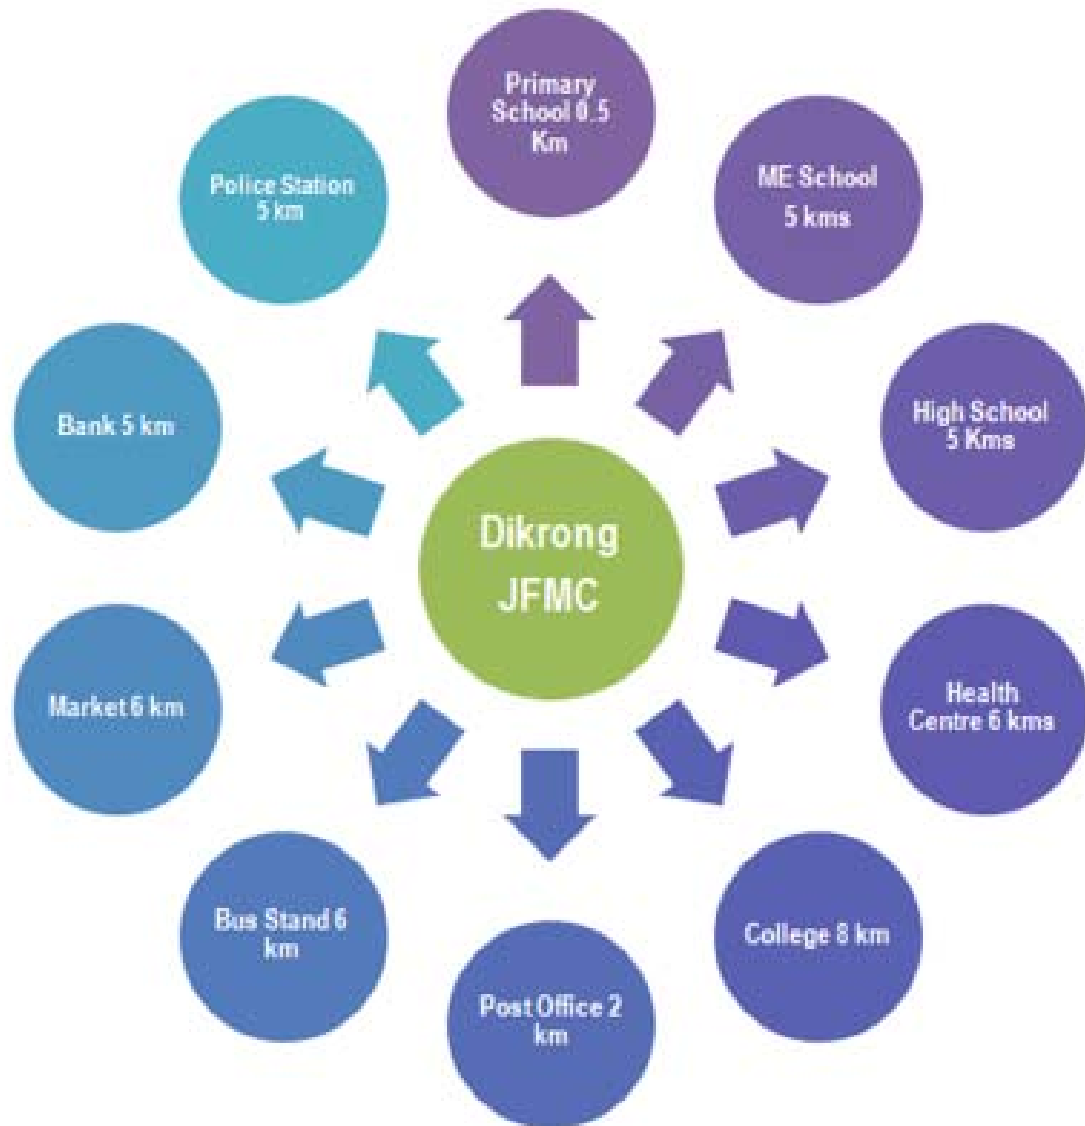 Primary
School 0.5
Km
ME School
5 kms
High School
5 Kms
Health
Centre 6 kms
College 8 km
Post Office 2
km
Bus Stand 6
km
Market 6 km
Bank 5 km
Police Station
5 km
Dikrong
JFMC